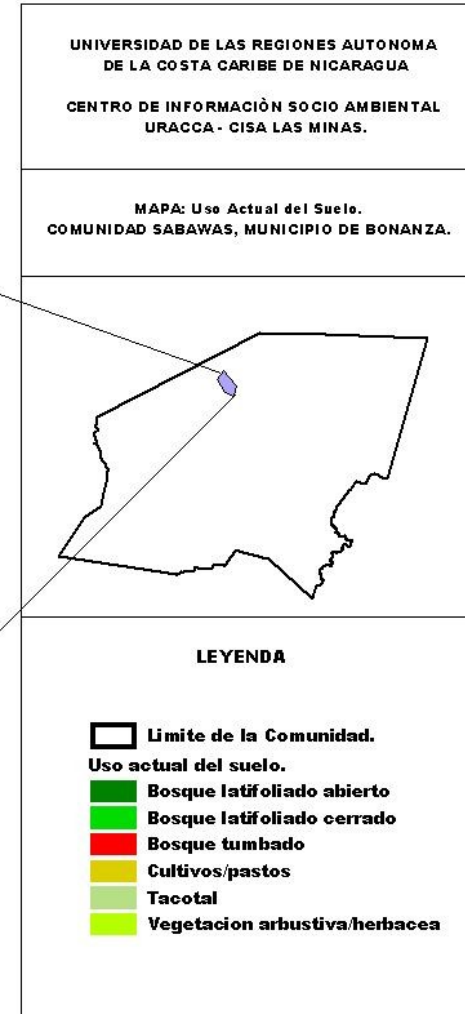 UNIVERSIDAD DE LAS REGIONES AUTONOMA
DE LA COSTA CARIBE DE NICARAGUA
CENTRO DE INFORMACIÒN SOCIO AMBIENTAL
URACCA - CISA LAS MINAS.
MAPA: Uso Actual del Suelo.
COMUNIDAD SABAWAS, MUNICIPIO DE BONANZA.
LEYENDA
Limite de la Comunidad.
Uso actual del suelo.
Bosque latifoliado abierto
Bosque latifoliado cerrado
Bosque tumbado
Cultivos/pastos
Tacotal
Vegetacion arbustiva/herbacea